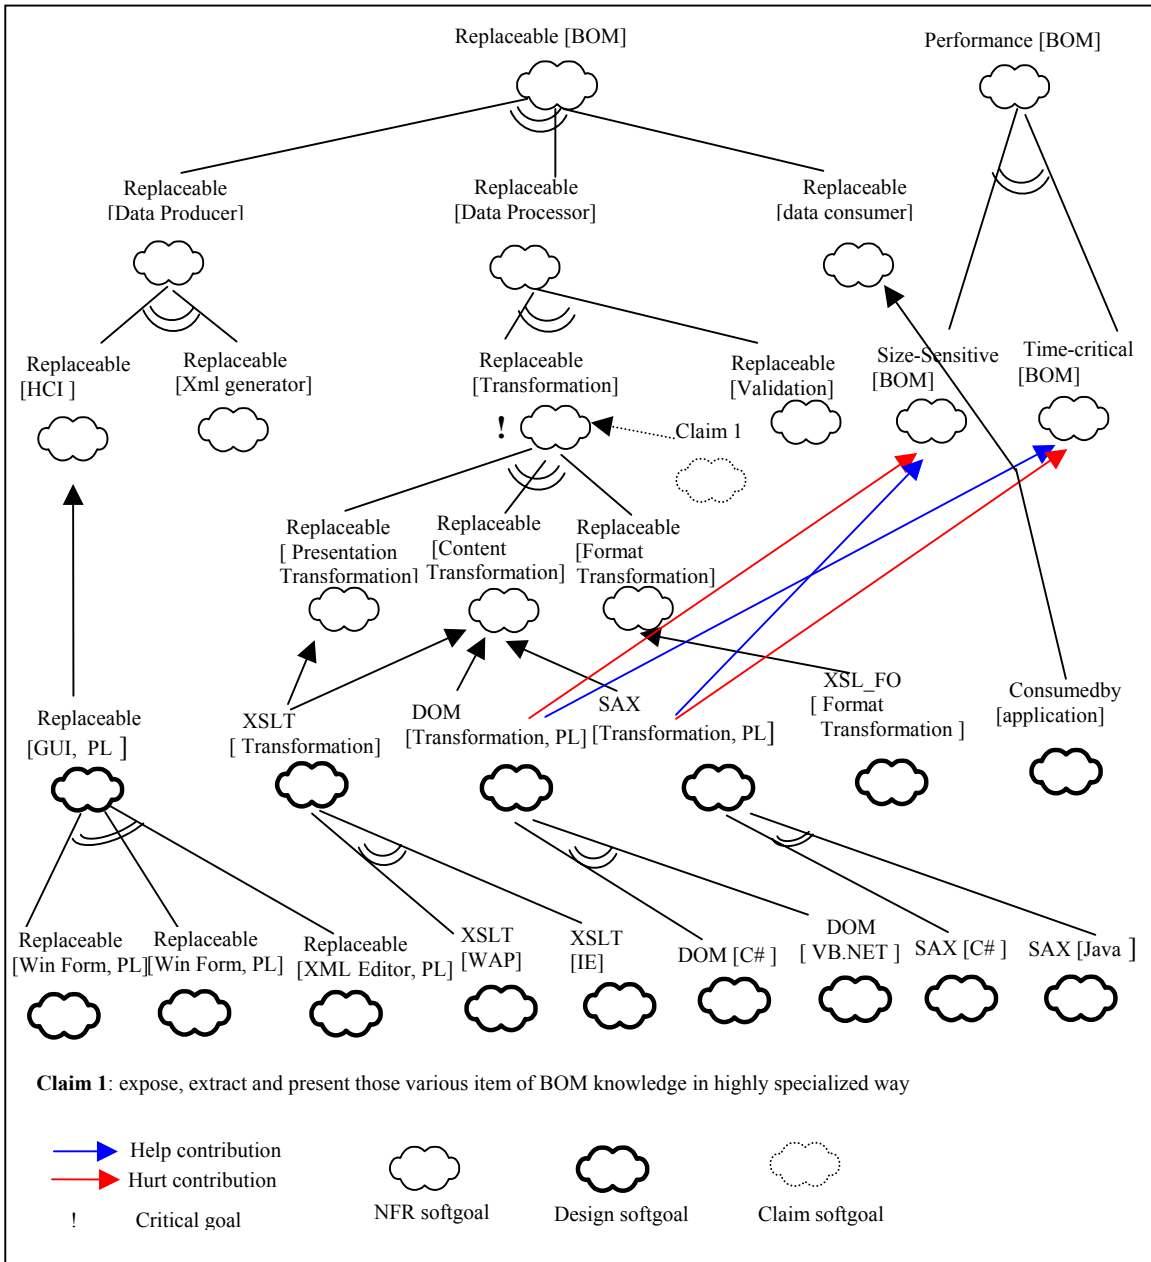 Replaceable [BOM]
Performance [BOM]
Replaceable
[Data Producer]
Replaceable
[Data Processor]
Replaceable
[data consumer]
Replaceable
[HCI ]
Replaceable
[Xml generator]
Replaceable
[Transformation]
Replaceable
[Validation]
Size-Sensitive
[BOM]
Time-critical
[BOM]
!
Claim 1
Replaceable
[ Presentation
Transformation]
Replaceable
[Content
Transformation]
Replaceable
[Format
Transformation]
Replaceable
[GUI, PL ]
XSLT
[ Transformation]
DOM
[Transformation, PL]
SAX
[Transformation, PL]
XSL_FO
[ Format
Transformation ]
Consumedby
[application]
Replaceable
[Win Form, PL]
Replaceable
[Win Form, PL]
Replaceable
[XML Editor, PL]
XSLT
[WAP]
XSLT
[IE]
DOM [C# ]
DOM
[ VB.NET ]
SAX [C# ]
SAX [Java ]
Claim 1: expose, extract and present those various item of BOM knowledge in highly specialized way
Help contribution
Hurt contribution
! Critical goal
NFR softgoal
Design softgoal
Claim softgoal